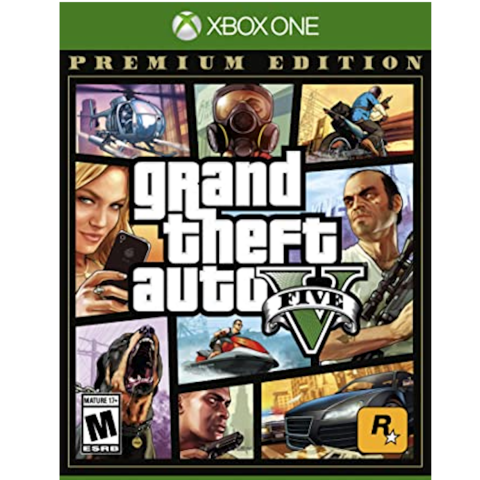 XBOX ONE
PREMIUM EDITION
grand
theft
auto V
FIVE
MATURE 17+
M
ESRB
R